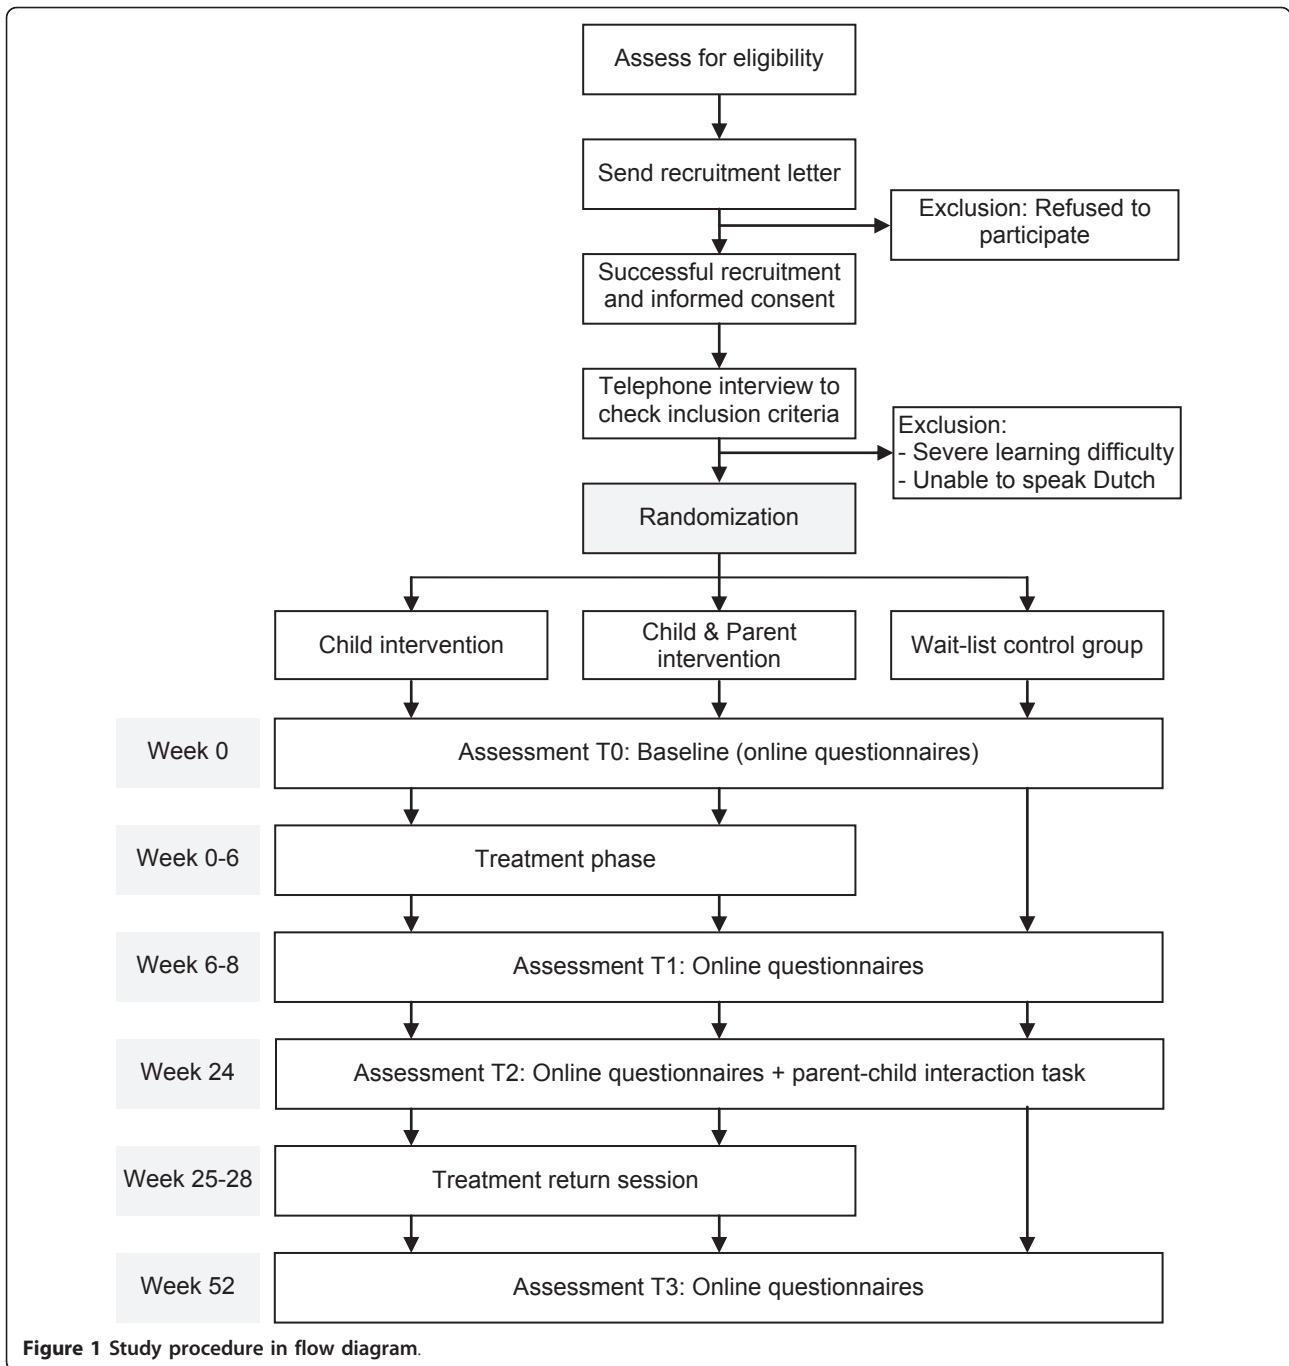 Assess for eligibility
Send recruitment letter
Exclusion: Refused to
participate
Successful recruitment
and informed consent
Telephone interview to
check inclusion criteria
Exclusion:
- Severe learning difficulty
- Unable to speak Dutch
Randomization
Child intervention
Child & Parent
intervention
Wait-list control group
Week 0
Assessment T0: Baseline (online questionnaires)
Week 0-6
Treatment phase
Week 6-8
Assessment T1: Online questionnaires
Week 24
Assessment T2: Online questionnaires + parent-child interaction task
Week 25-28
Treatment return session
Week 52
Assessment T3: Online questionnaires
Figure 1 Study procedure in flow diagram.